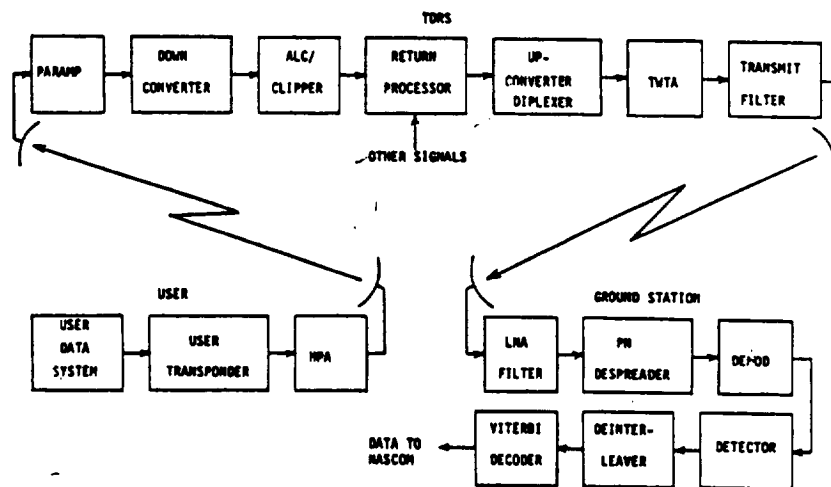 TDRS
PARAMP
DOWN
CONVERTER
ALC/
CLIPPER
RETURN
PROCESSOR
UP-
CONVERTER
DIPLEXER
TWTA
TRANSMIT
FILTER
OTHER SIGNALS
USER
USER
DATA
SYSTEM
USER
TRANSPONDER
HPA
GROUND STATION
LNA
FILTER
PN
DESPREADER
DEMOD
DATA TO
NASCOM
VITERBI
DECODER
DEINTER-
LEAVER
DETECTOR